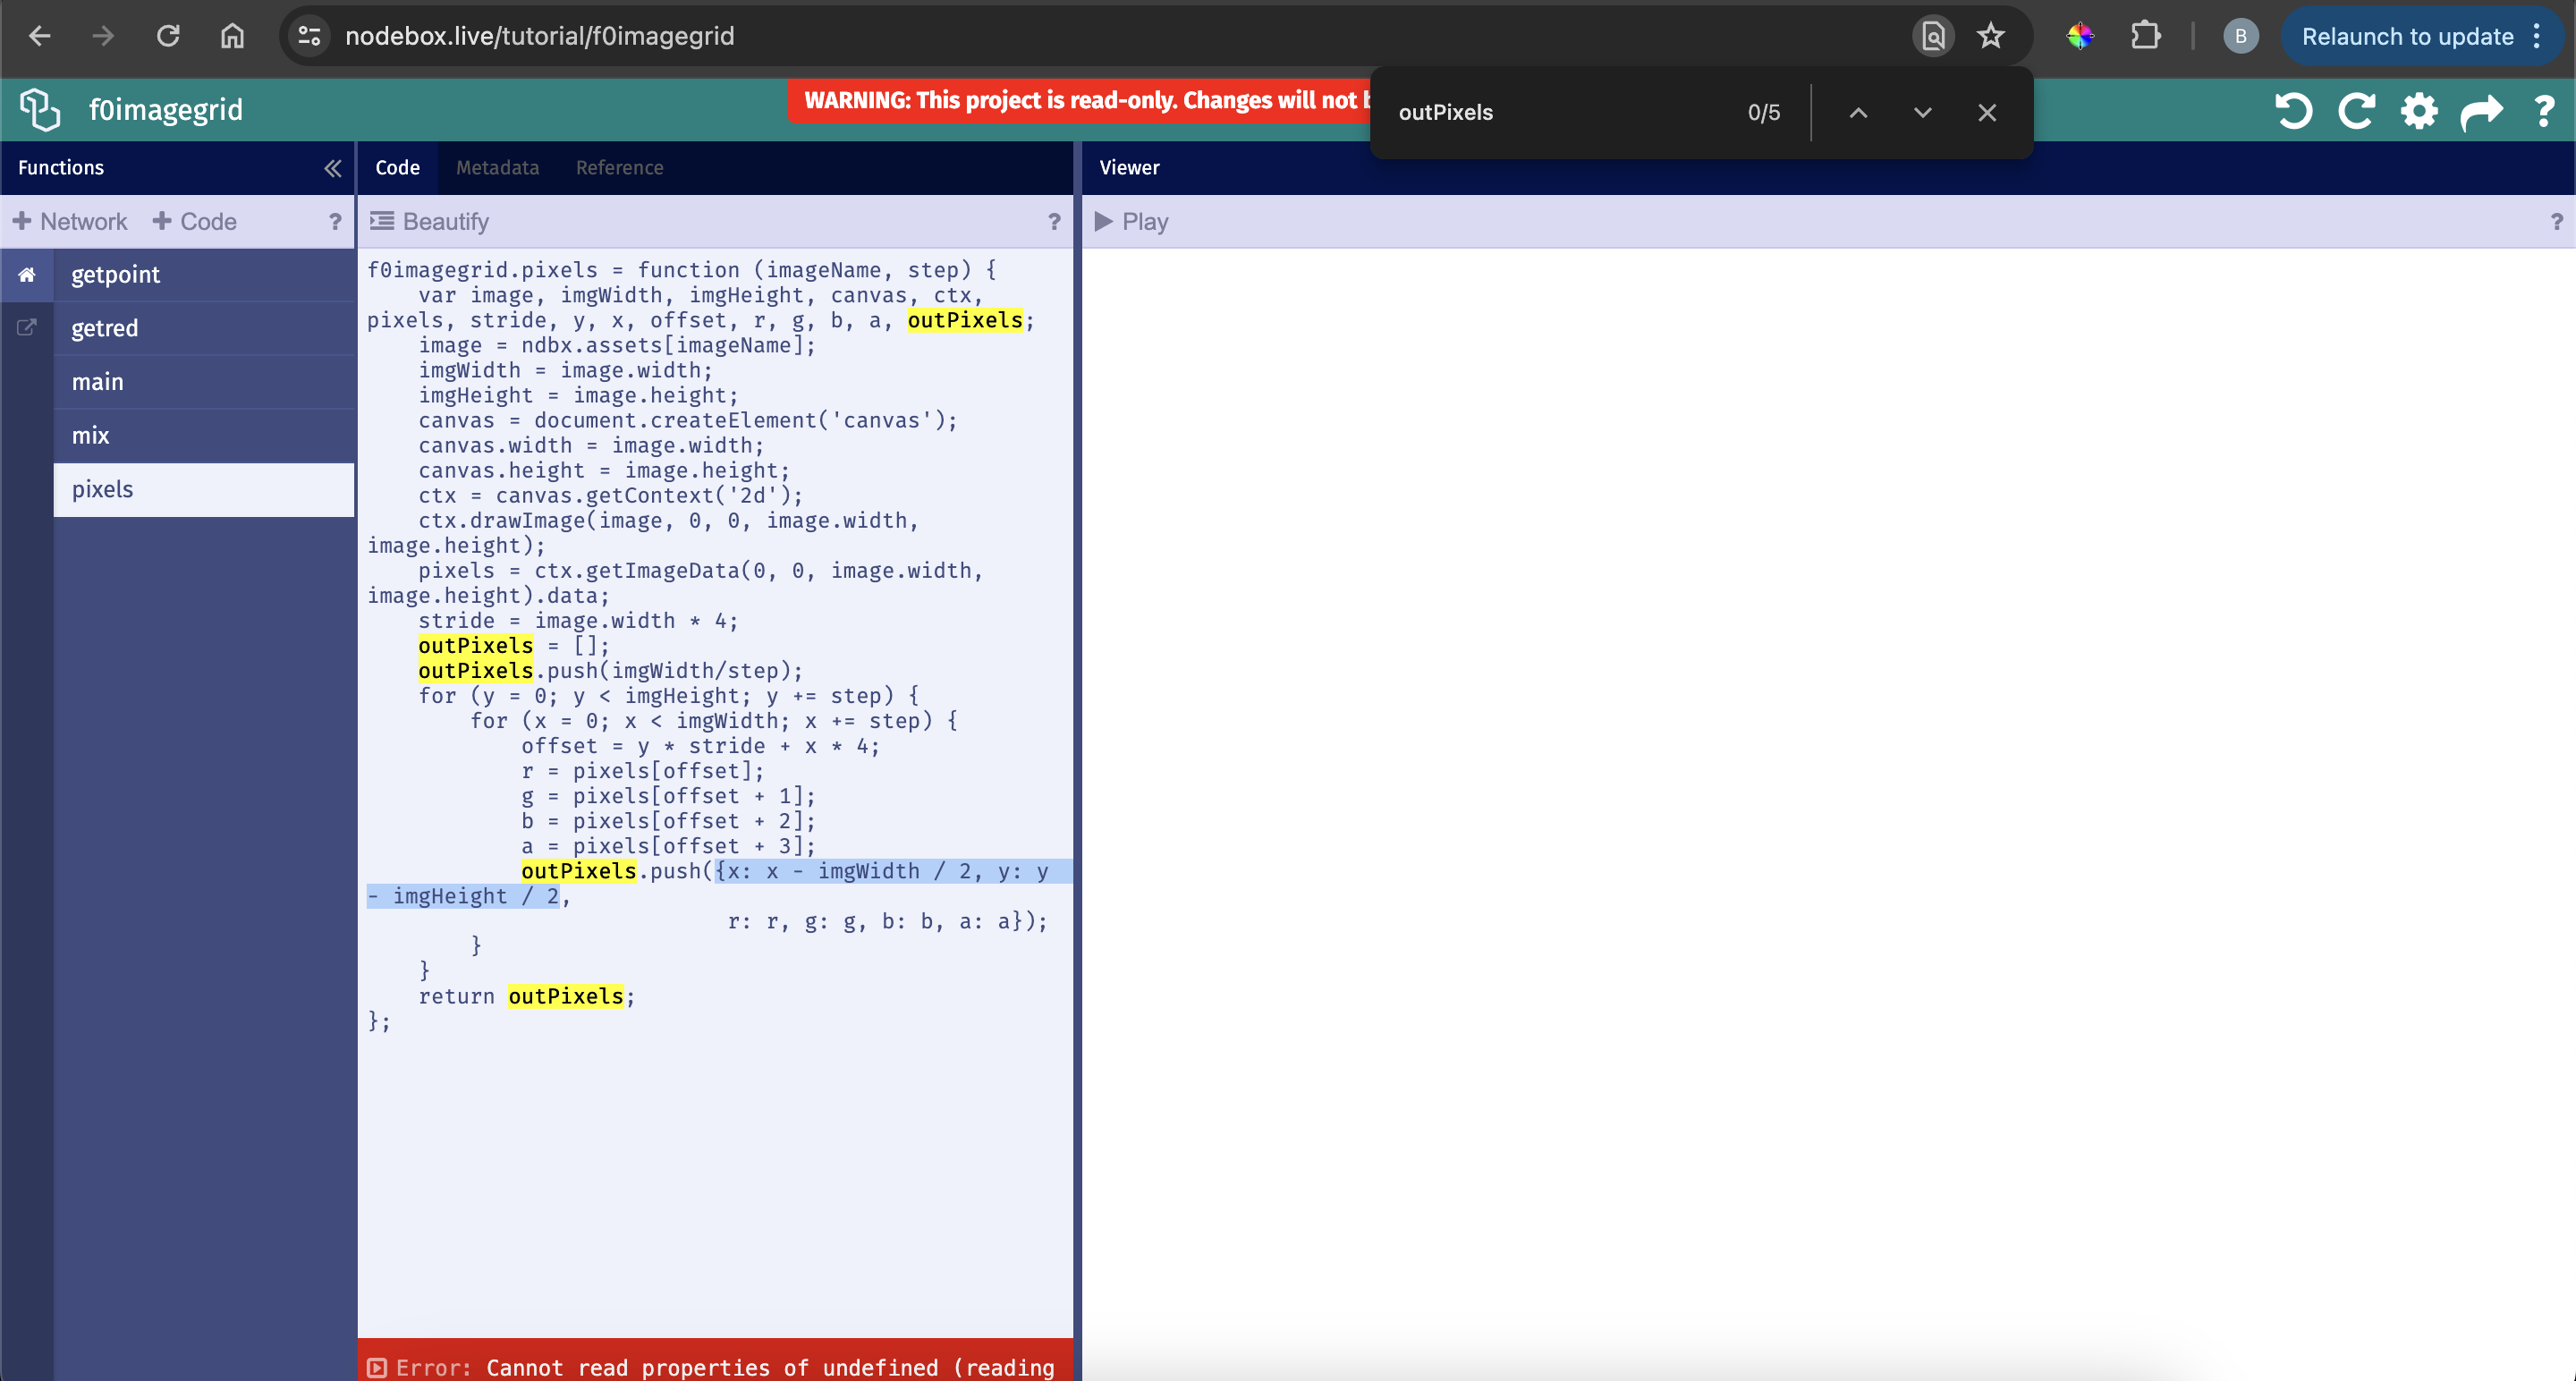 nodebox.live/tutorial/f0imagegrid
B
Relaunch to update
f0imagegrid
WARNING: This project is read-only. Changes will not
outPixels
0/5
?
Functions
Code
Metadata
Reference
Viewer
+ Network
+ Code
?
Beautify
?
Play
?
getpoint
getred
main
mix
pixels
f0imagegrid.pixels = function (imageName, step) {
var image, imgWidth, imgHeight, canvas, ctx,
pixels, stride, y, x, offset, r, g, b, a, outPixels;
image = ndbx.assets[imageName];
imgWidth = image.width;
imgHeight = image.height;
canvas = document.createElement('canvas');
canvas.width = image.width;
canvas.height = image.height;
ctx = canvas.getContext('2d');
ctx.drawImage(image, 0, 0, image.width,
image.height);
pixels = ctx.getImageData(0, 0, image.width,
image.height).data;
stride = image.width * 4;
outPixels = [];
outPixels.push(imgWidth/step);
for (y = 0; y < imgHeight; y += step) {
for (x = 0; x < imgWidth; x += step) {
offset = y * stride + x * 4;
r = pixels[offset];
g = pixels[offset + 1];
b = pixels[offset + 2];
a = pixels[offset + 3];
outPixels.push({x: x - imgWidth / 2, y: y
- imgHeight / 2,
r: r, g: g, b: b, a: a});
}
}
return outPixels;
};
Error: Cannot read properties of undefined (reading